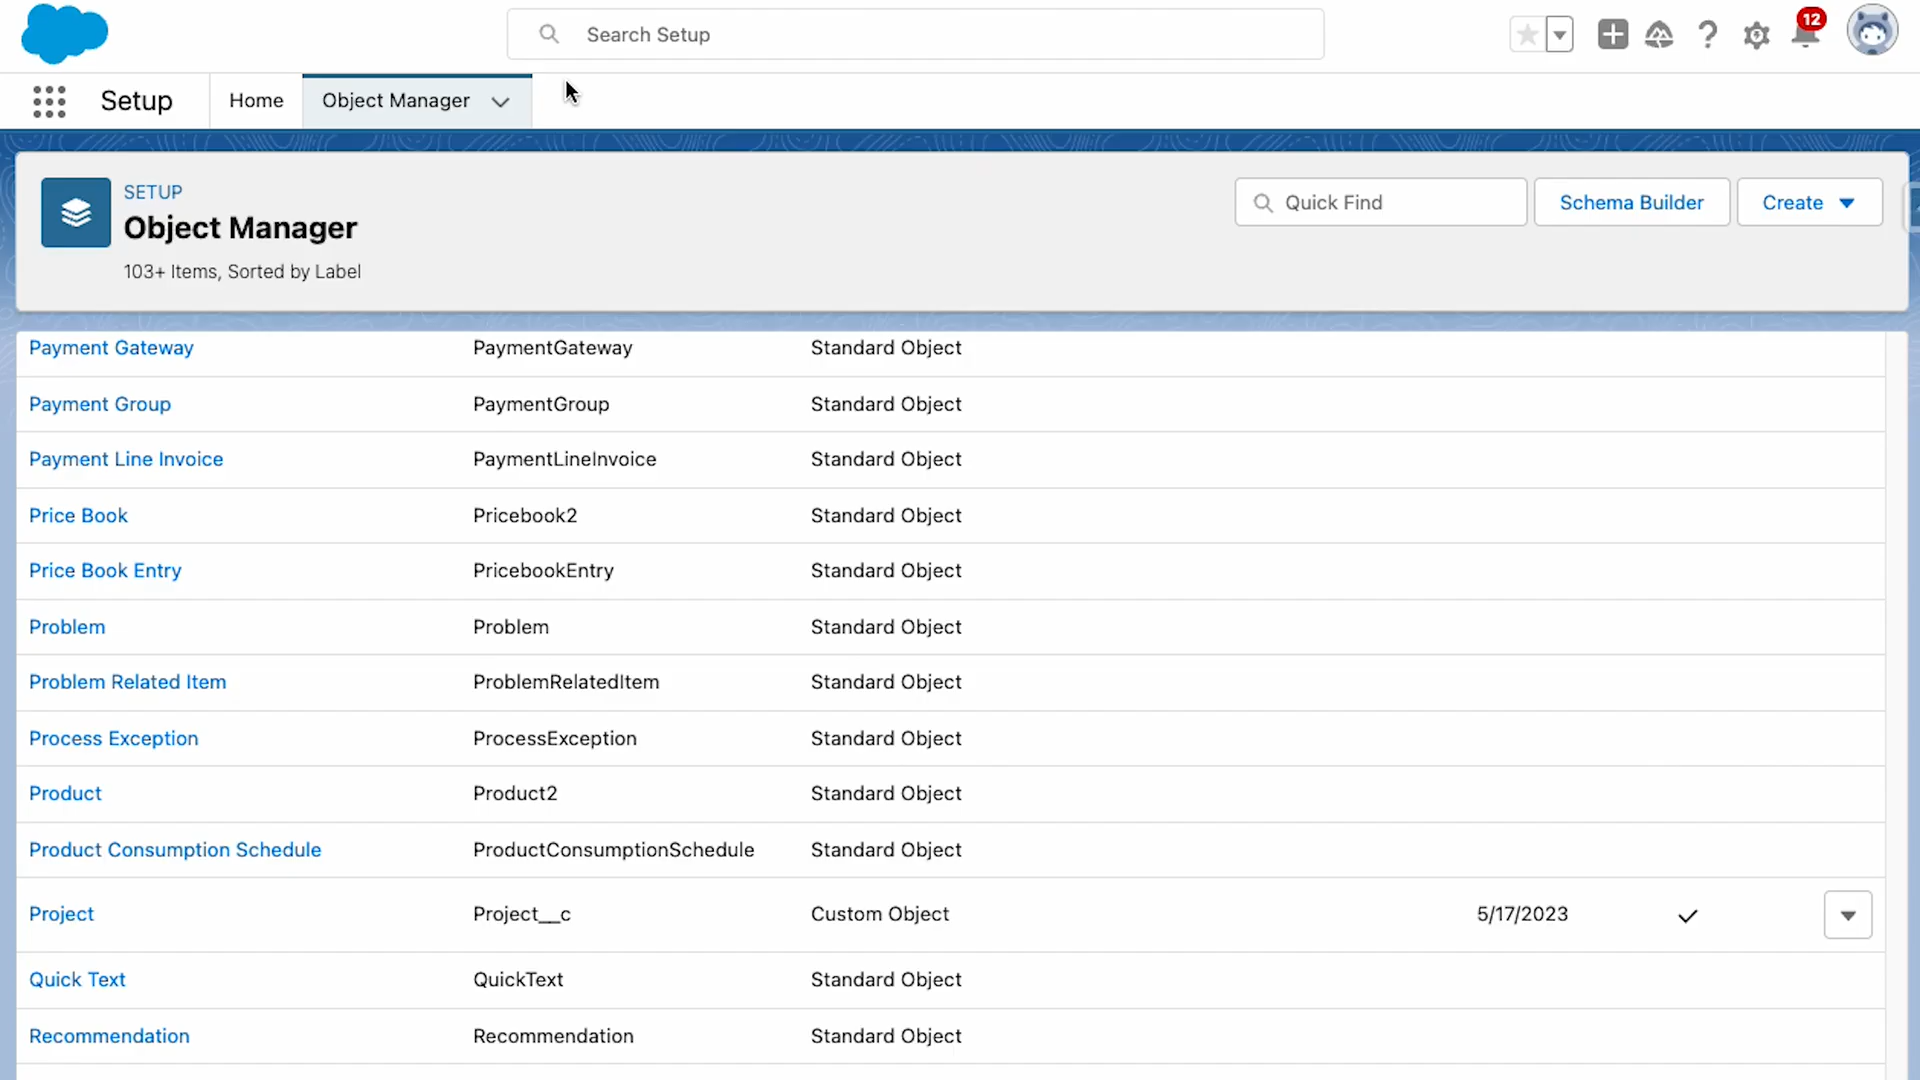 Search Setup
12
Setup
Home
Object Manager
SETUP
Object Manager
103+ Items, Sorted by Label
Quick Find
Schema Builder
Create
Payment Gateway PaymentGateway Standard Object
Payment Group PaymentGroup Standard Object
Payment Line Invoice PaymentLineInvoice Standard Object
Price Book Pricebook2 Standard Object
Price Book Entry PricebookEntry Standard Object
Problem Problem Standard Object
Problem Related Item ProblemRelatedItem Standard Object
Process Exception ProcessException Standard Object
Product Product2 Standard Object
Product Consumption Schedule ProductConsumptionSchedule Standard Object
Project Project__c Custom Object 5/17/2023
Quick Text QuickText Standard Object
Recommendation Recommendation Standard Object